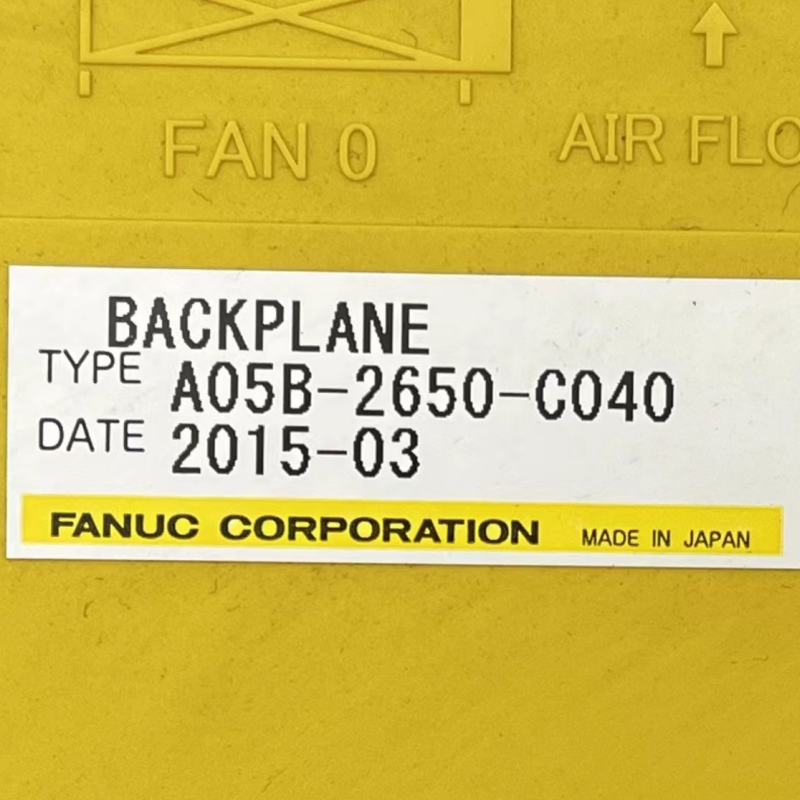 FAN 0
AIR FLO
BACKPLANE
TYPE A05B-2650-C040
DATE 2015-03
FANUC CORPORATION MADE IN JAPAN